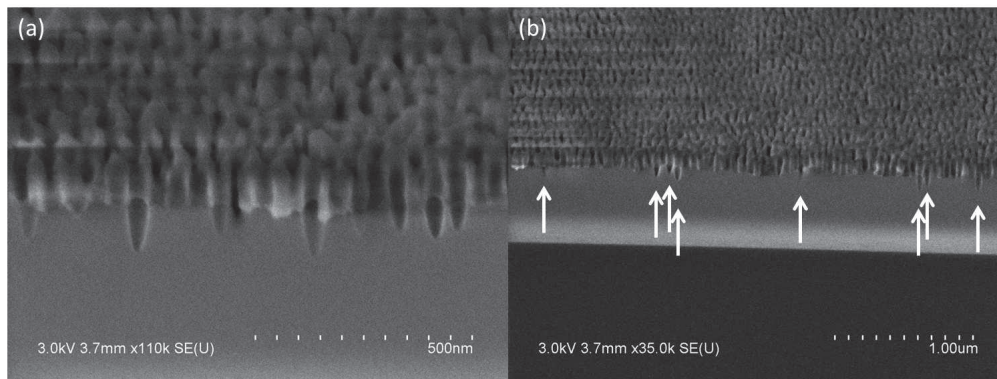 (a)
3.0kV 3.7mm x110k SE(U)
500nm
(b)
3.0kV 3.7mm x35.0k SE(U)
1.00um